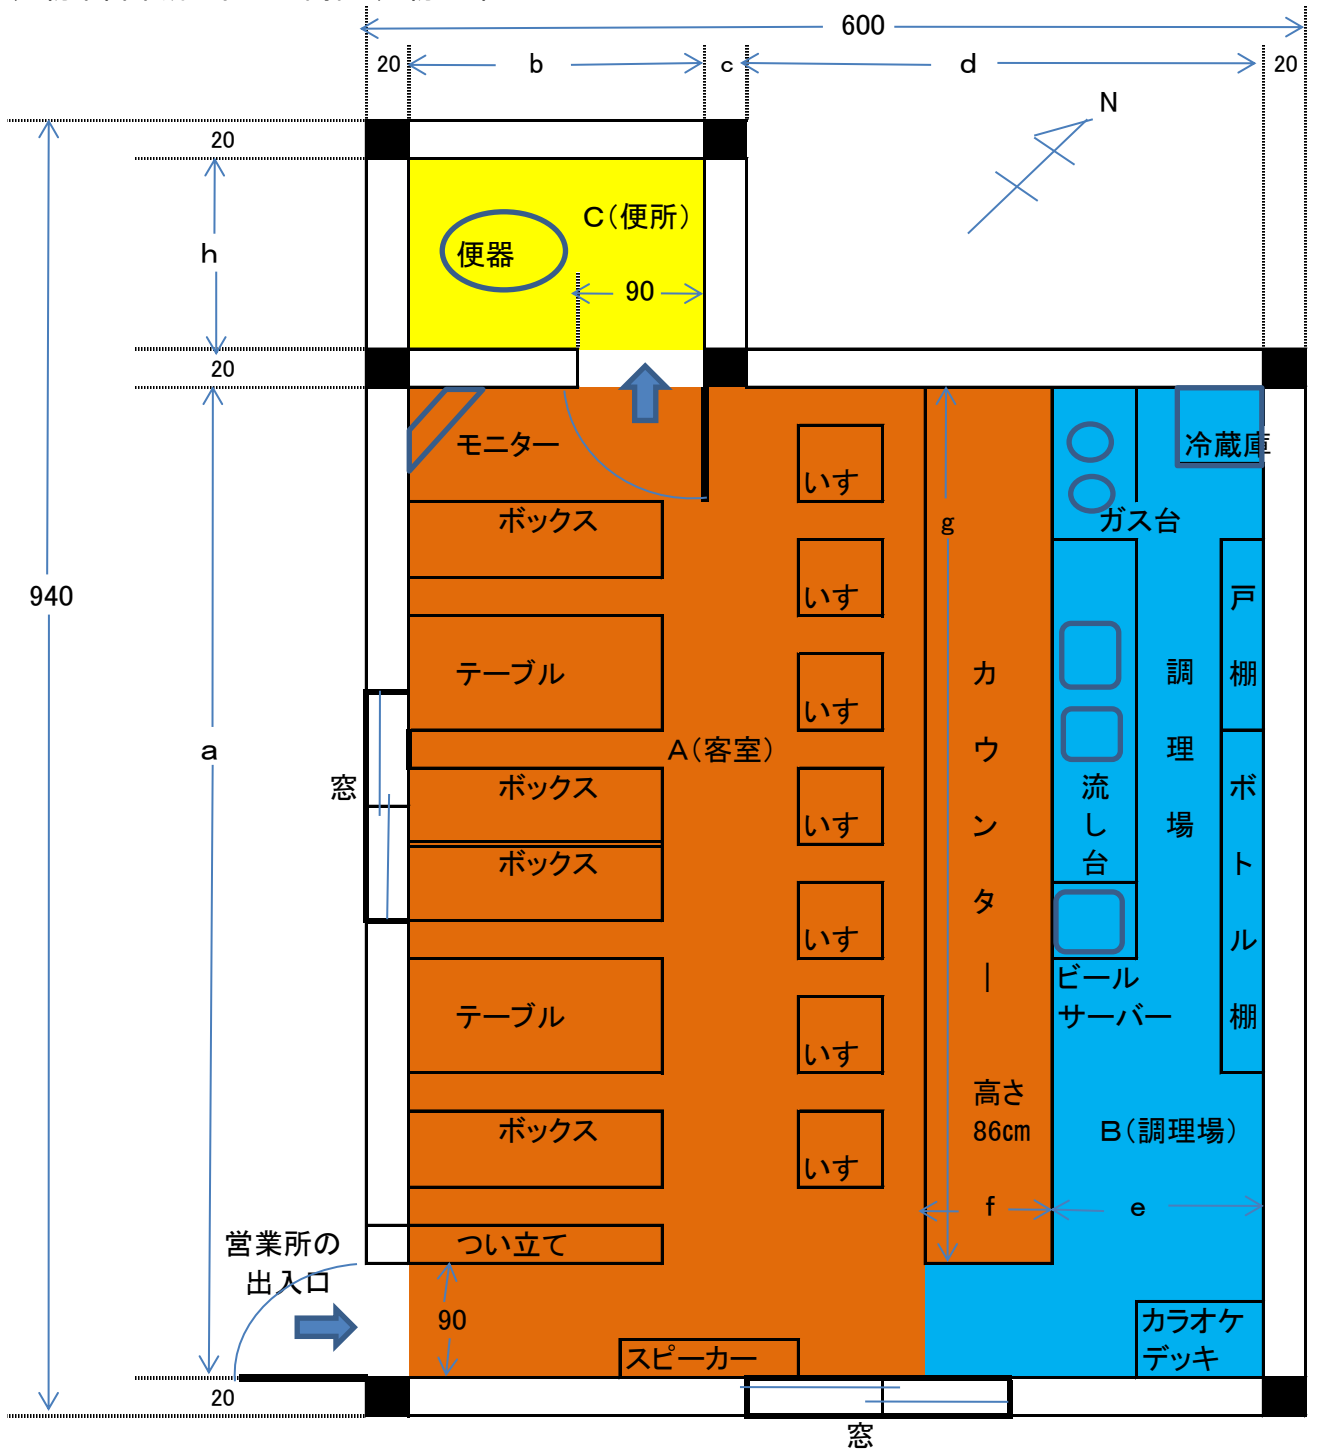 600
20
b
c
d
20
N
20
C（便所）
h
便器
90
20
モニター
冷蔵庫
いす
ボックス
g
ガス台
940
いす
戸棚
テーブル
カウンター
調理場
いす
a
A（客室）
窓
ボックス
流し台
ボトル棚
いす
ボックス
いす
ビール
サーバー
テーブル
いす
高さ
86cm
ボックス
B（調理場）
いす
f
e
営業所の
出入口
つい立て
90
カラオケ
デッキ
スピーカー
20
窓